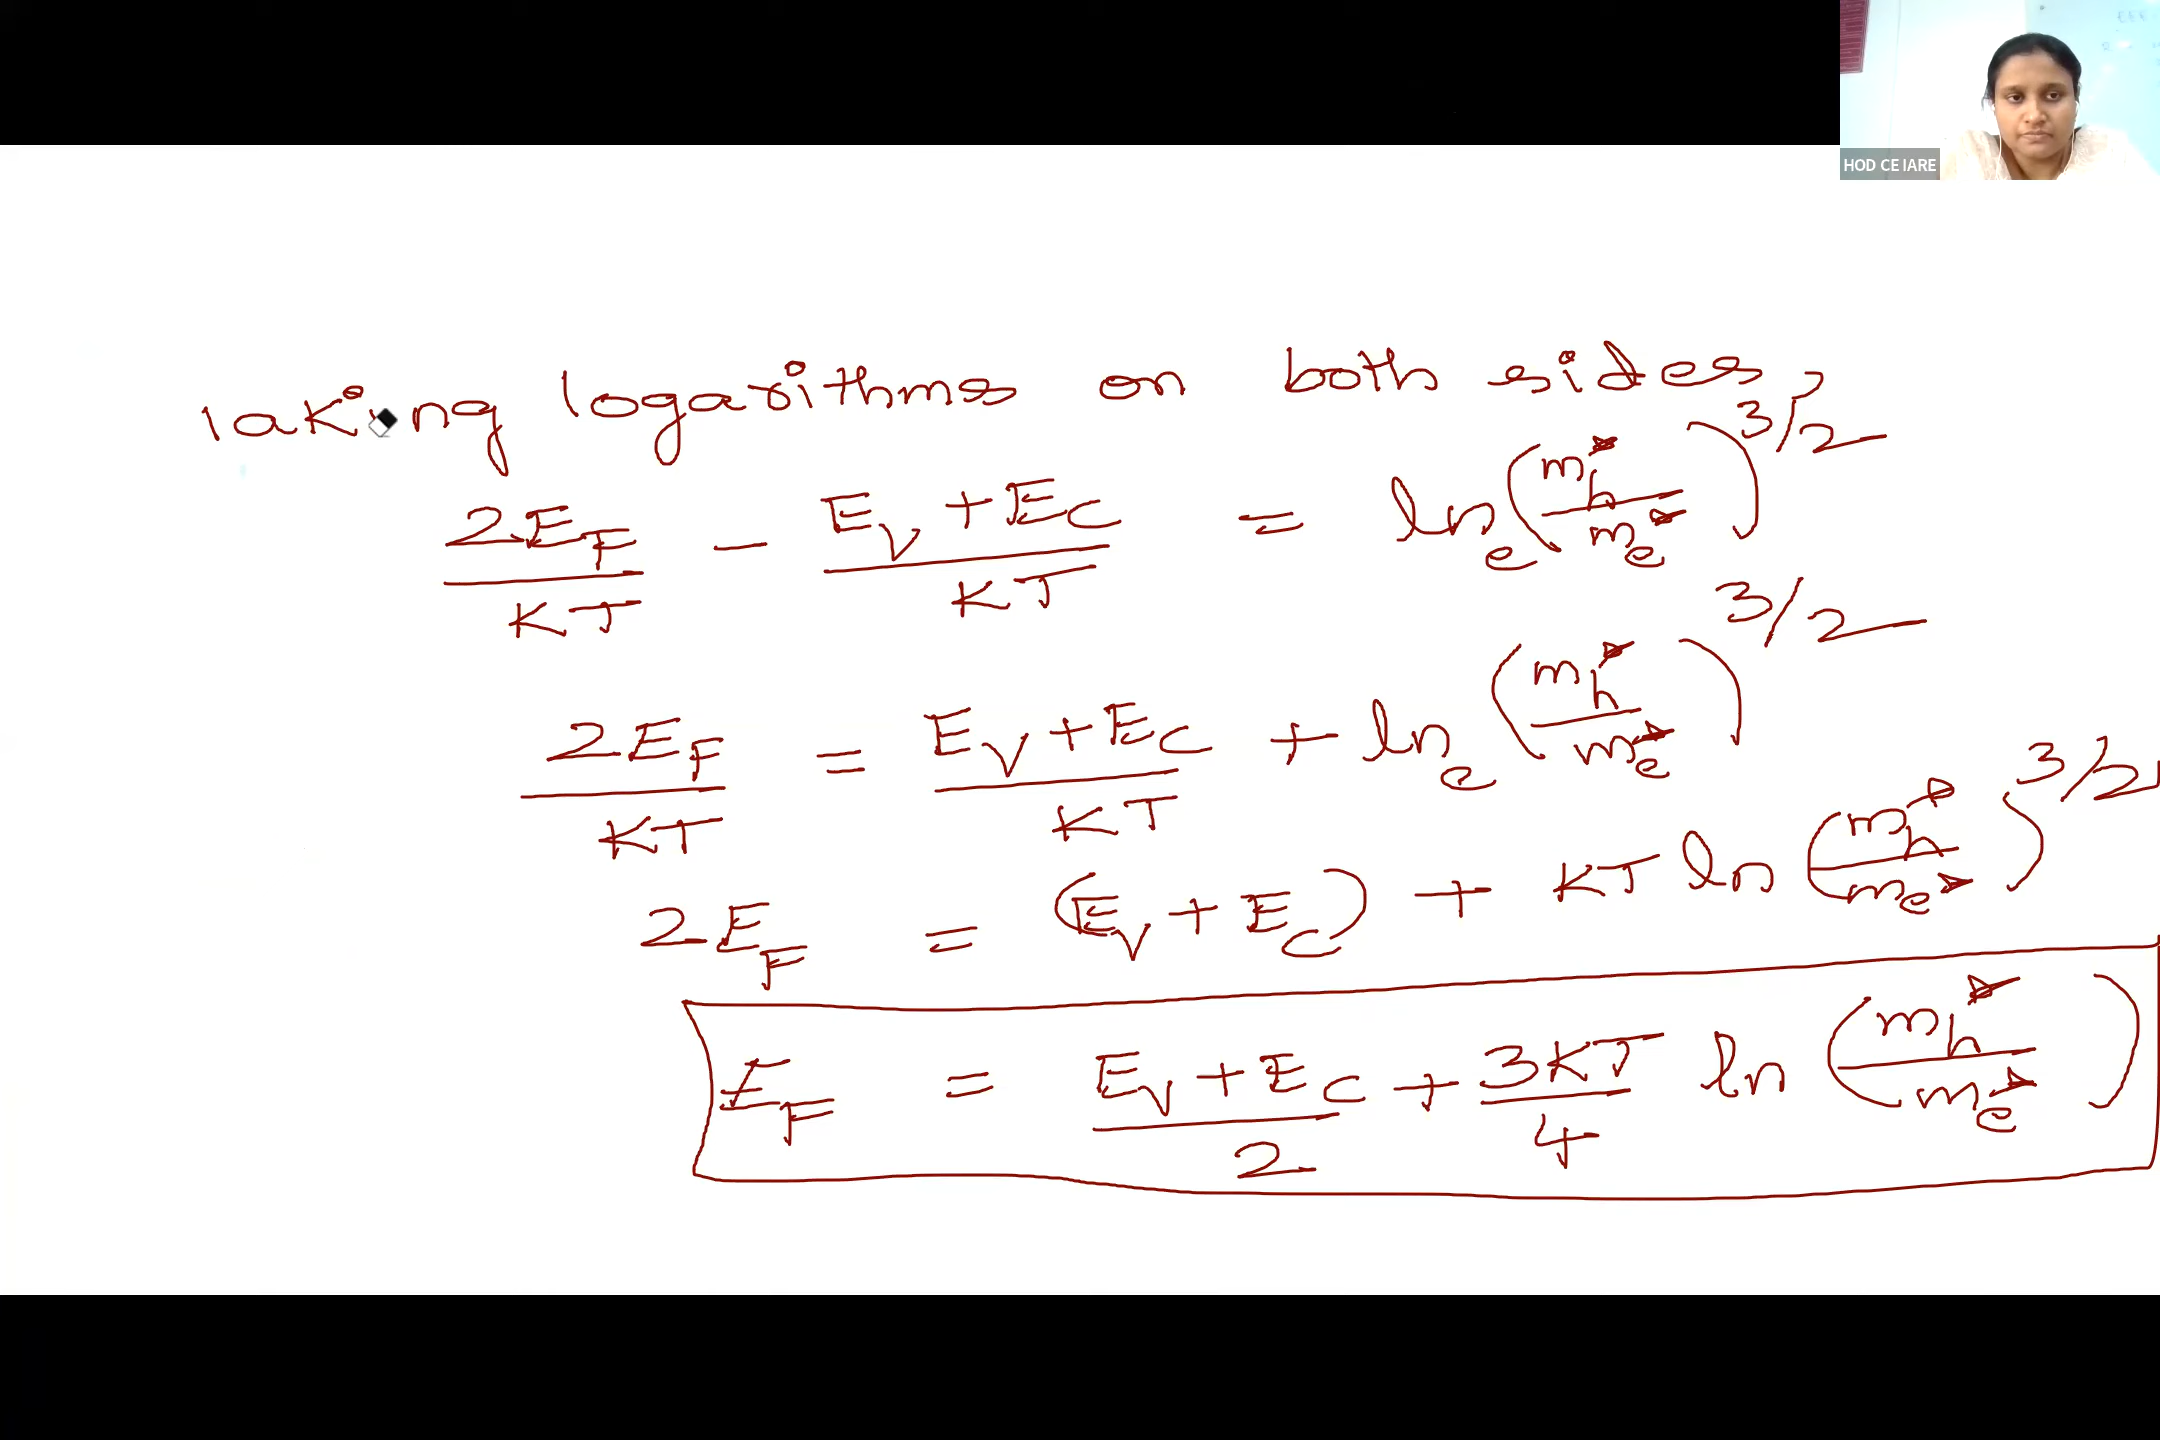 HOD CE IARE
Taking logarithms on both sides,
2E_F/KT - (E_V + E_C)/KT = ln_e (m_h*/m_e*)^3/2
2E_F/KT = (E_V + E_C)/KT + ln_e (m_h*/m_e*)^3/2
2E_F = (E_V + E_C) + KT ln (m_h*/m_e*)^3/2
E_F = (E_V + E_C)/2 + 3KT/4 ln (m_h*/m_e*)